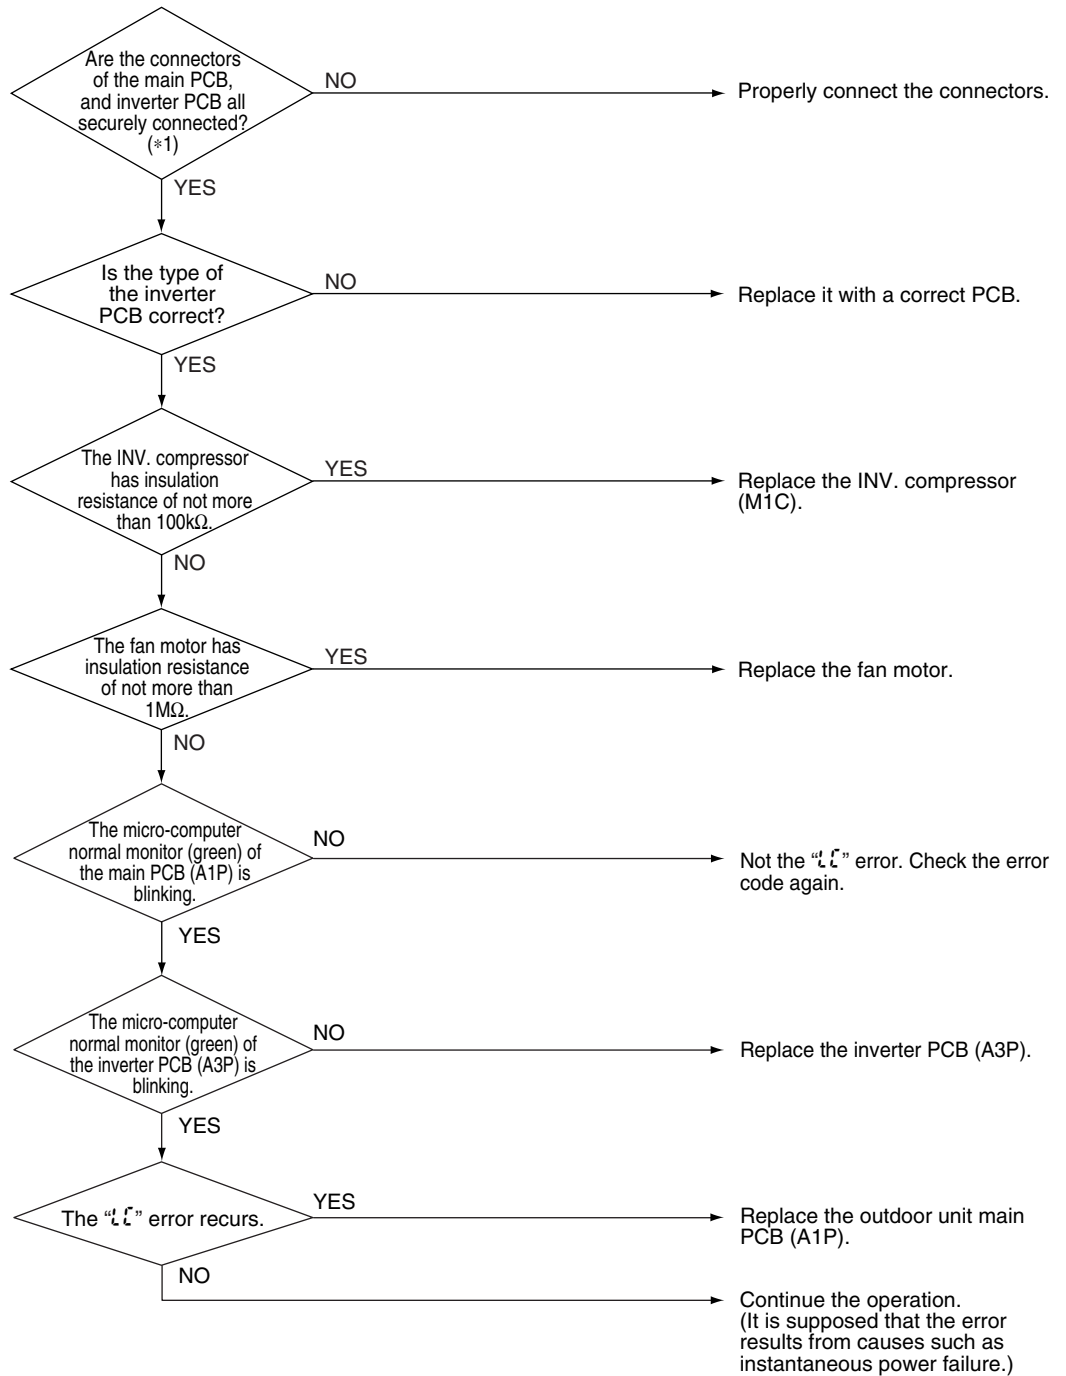 Are the connectors
of the main PCB,
and inverter PCB all
securely connected?
(*1)
NO
Properly connect the connectors.
YES
Is the type of
the inverter
PCB correct?
NO
Replace it with a correct PCB.
YES
The INV. compressor
has insulation
resistance of not more
than 100kΩ.
YES
Replace the INV. compressor
(M1C).
NO
The fan motor has
insulation resistance
of not more than
1MΩ.
YES
Replace the fan motor.
NO
The micro-computer
normal monitor (green) of
the main PCB (A1P) is
blinking.
NO
Not the “LC” error. Check the error
code again.
YES
The micro-computer
normal monitor (green) of
the inverter PCB (A3P) is
blinking.
NO
Replace the inverter PCB (A3P).
YES
The “LC” error recurs.
YES
Replace the outdoor unit main
PCB (A1P).
NO
Continue the operation.
(It is supposed that the error
results from causes such as
instantaneous power failure.)